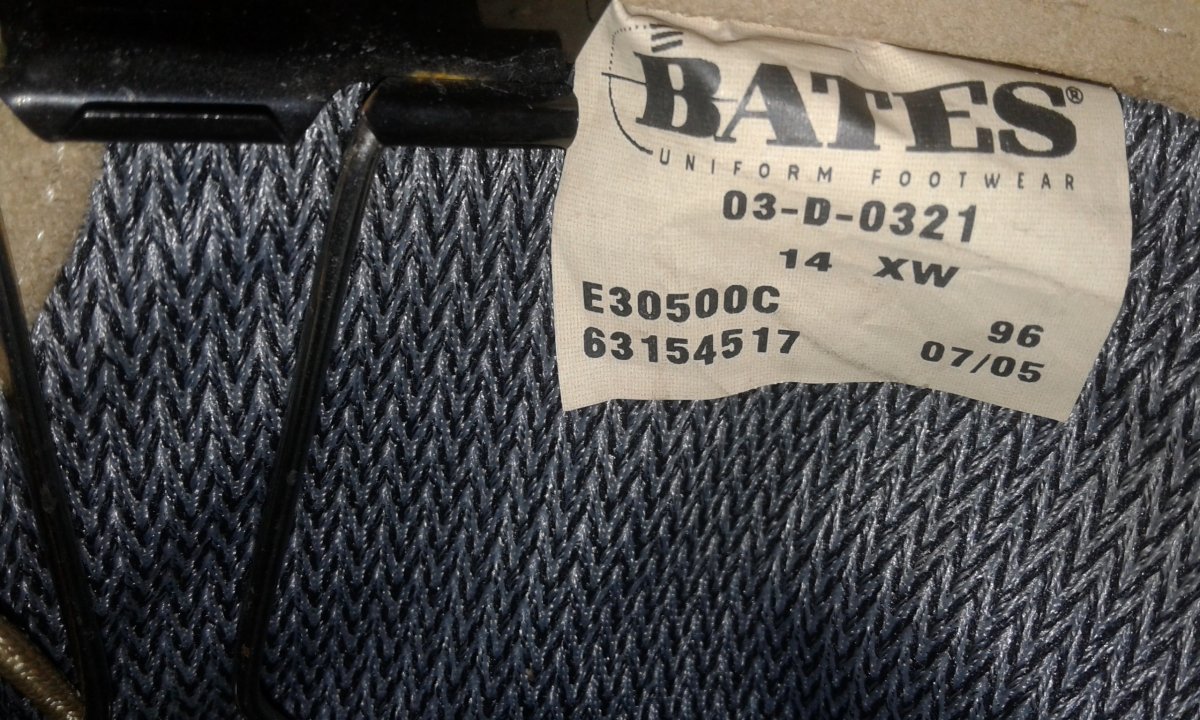 BATES®
UNIFORM FOOTWEAR
03-D-0321
14 XW
E30500C
96
63154517
07/05